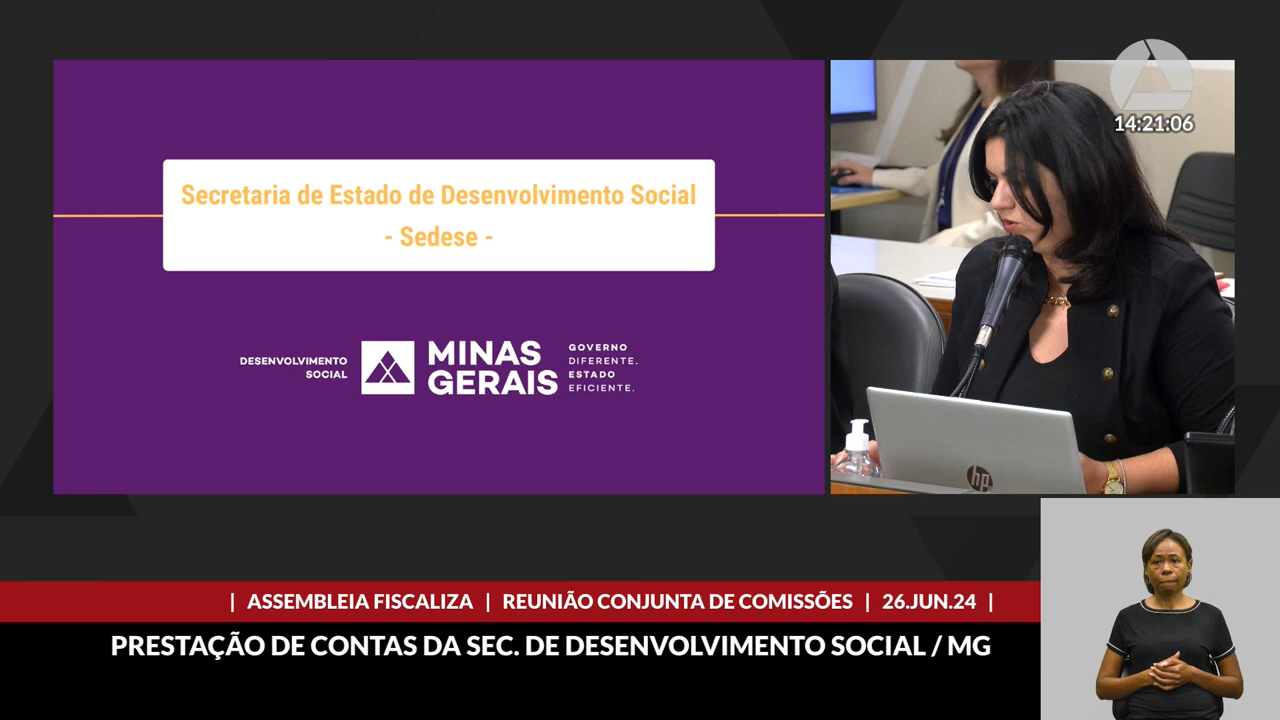 14:21:06
Secretaria de Estado de Desenvolvimento Social
- Sedese -
DESENVOLVIMENTO
SOCIAL
MINAS
GERAIS
GOVERNO
DIFERENTE.
ESTADO
EFICIENTE.
hp
| ASSEMBLEIA FISCALIZA | REUNIÃO CONJUNTA DE COMISSÕES | 26.JUN.24 |
PRESTAÇÃO DE CONTAS DA SEC. DE DESENVOLVIMENTO SOCIAL / MG